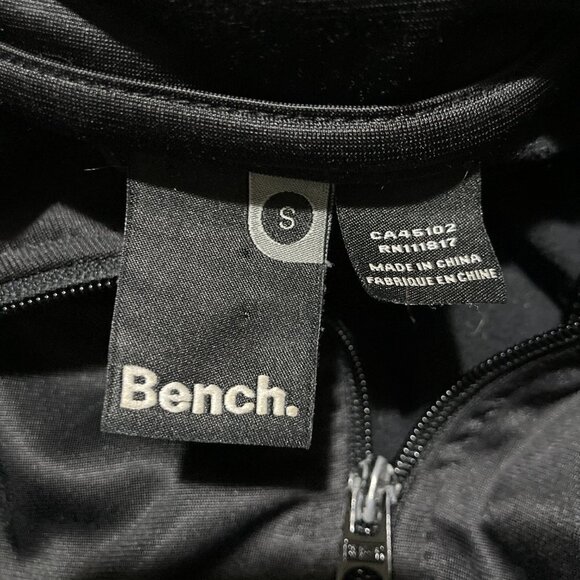 S
Bench.
CA45102
RN111817
MADE IN CHINA
FABRIQUE EN CHINE